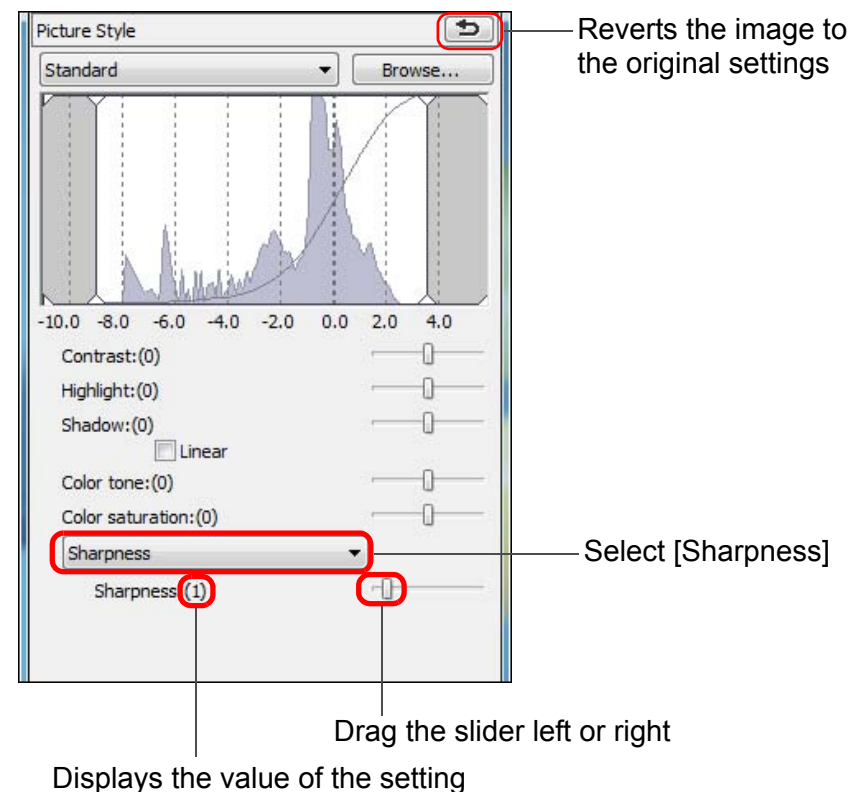 Picture Style
Reverts the image to
the original settings
Standard
Browse...
-10.0 -8.0 -6.0 -4.0 -2.0 0.0 2.0 4.0
Contrast:(0)
Highlight:(0)
Shadow:(0)
Linear
Color tone:(0)
Color saturation:(0)
Sharpness
Select [Sharpness]
Sharpness:(1)
Drag the slider left or right
Displays the value of the setting